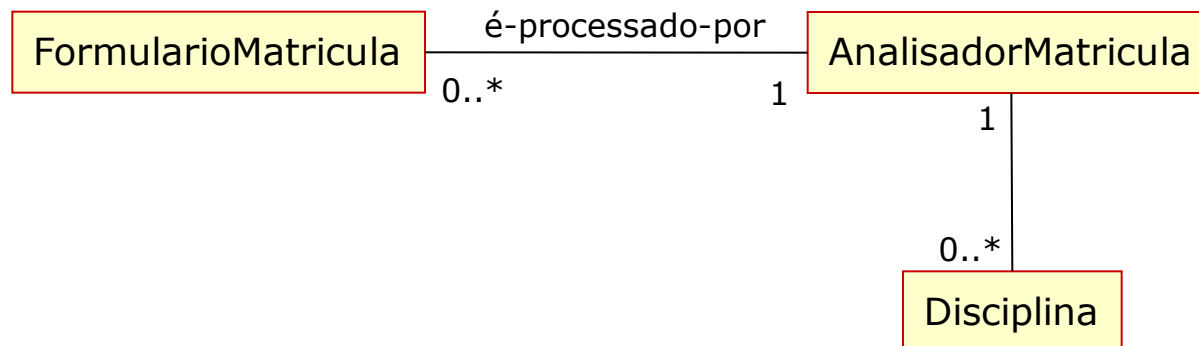 é-processado-por
FormularioMatricula
AnalisadorMatricula
0..*
1
1
0..*
Disciplina